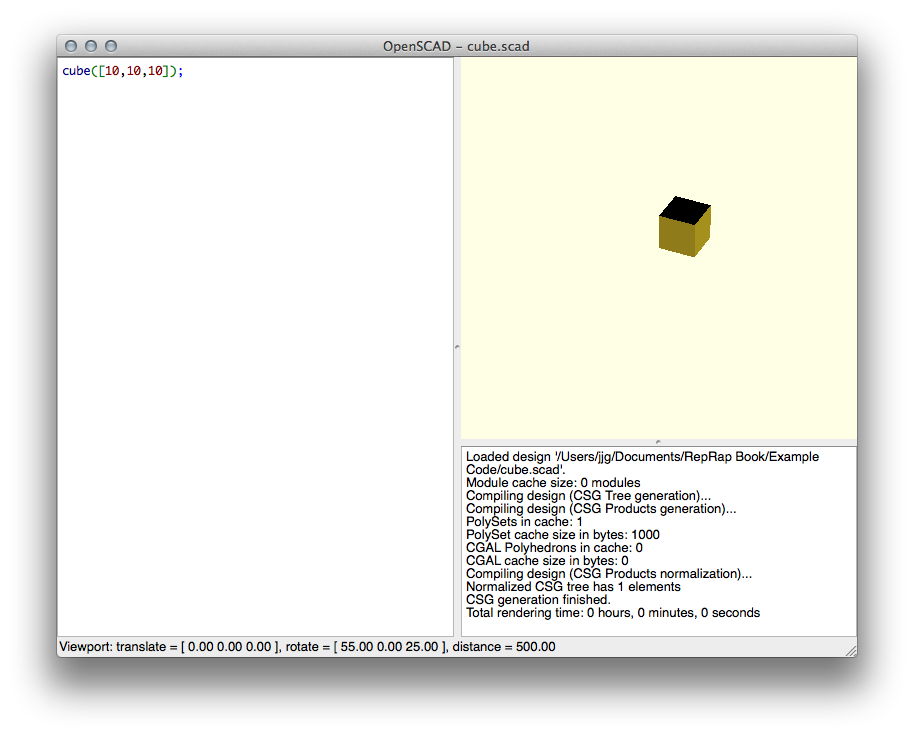 OpenSCAD – cube.scad
cube([10,10,10]);
Loaded design '/Users/jjg/Documents/RepRap Book/Example
Code/cube.scad'.
Module cache size: 0 modules
Compiling design (CSG Tree generation)...
Compiling design (CSG Products generation)...
PolySets in cache: 1
PolySet cache size in bytes: 1000
CGAL Polyhedrons in cache: 0
CGAL cache size in bytes: 0
Compiling design (CSG Products normalization)...
Normalized CSG tree has 1 elements
CSG generation finished.
Total rendering time: 0 hours, 0 minutes, 0 seconds
Viewport: translate = [ 0.00 0.00 0.00 ], rotate = [ 55.00 0.00 25.00 ], distance = 500.00